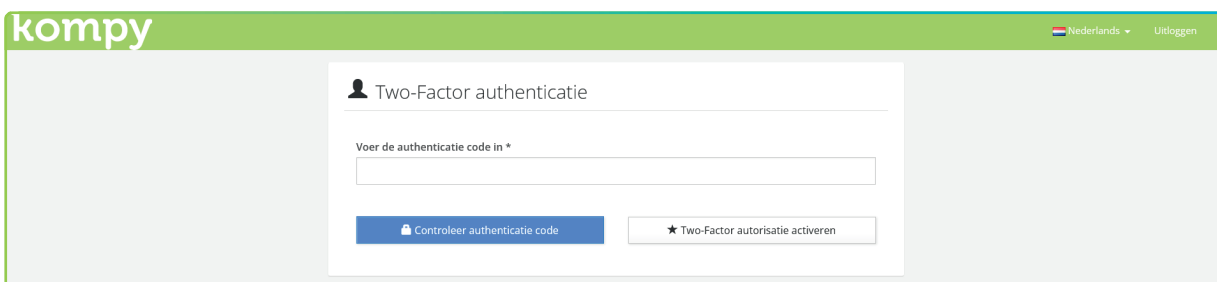 kompy
Nederlands
Uitloggen
Two-Factor authenticatie
Voer de authenticatie code in *
Controleer authenticatie code
Two-Factor autorisatie activeren